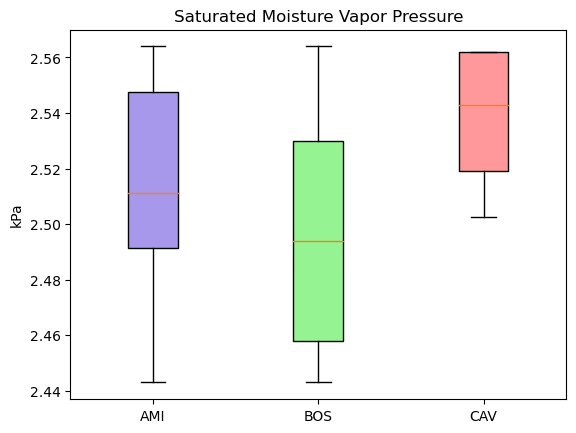 Saturated Moisture Vapor Pressure
kPa
2.56
2.54
2.52
2.50
2.48
2.46
2.44
AMI
BOS
CAV